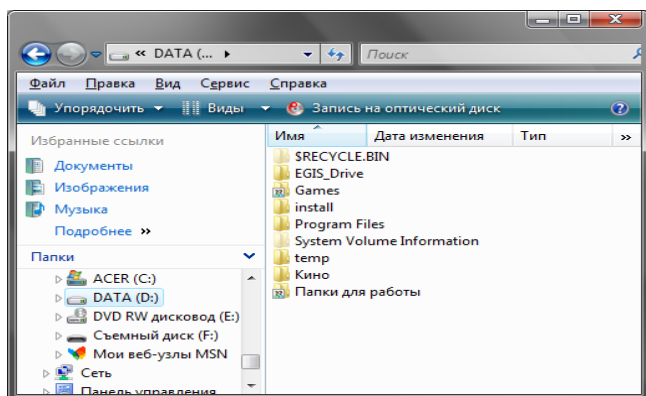 « DATA (...
Поиск
Файл Правка Вид Сервис Справка
Упорядочить Виды Запись на оптический диск
Избранные ссылки
Документы
Изображения
Музыка
Подробнее »
Папки
ACER (C:)
DATA (D:)
DVD RW дисковод (E:)
Съемный диск (F:)
Мои веб-узлы MSN
Сеть
Панель управления
Имя Дата изменения Тип »
$RECYCLE.BIN
EGIS_Drive
Games
install
Program Files
System Volume Information
temp
Кино
Папки для работы